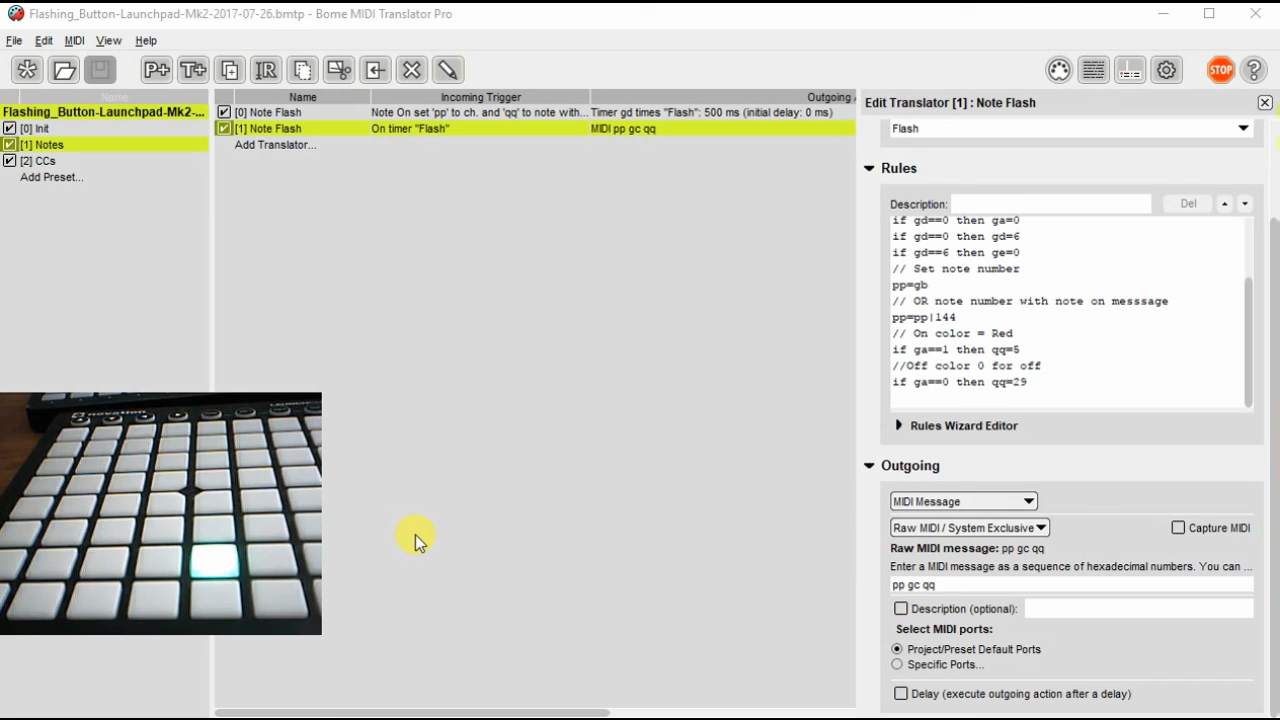 Flashing_Button-Launchpad-Mk2-2017-07-26.bmtp - Bome MIDI Translator Pro
File Edit MIDI View Help
P+ T+ IR STOP ?
Name
Flashing_Button-Launchpad-Mk2-...
[0] Init
[1] Notes
[2] CCs
Add Preset...
Name Incoming Trigger Outgoing
[0] Note Flash Note On set 'pp' to ch. and 'qq' to note with... Timer gd times "Flash": 500 ms (initial delay: 0 ms)
[1] Note Flash On timer "Flash" MIDI pp gc qq
Add Translator...
Edit Translator [1] : Note Flash
Flash
Rules
Description: Del
if gd==0 then ga=0
if gd==0 then gd=6
if gd==6 then ge=0
// Set note number
pp=gb
// OR note number with note on messsage
pp=pp|144
// On color = Red
if ga==1 then qq=5
//Off color 0 for off
if ga==0 then qq=29
Rules Wizard Editor
Outgoing
MIDI Message
Raw MIDI / System Exclusive Capture MIDI
Raw MIDI message: pp gc qq
Enter a MIDI message as a sequence of hexadecimal numbers. You can ...
pp gc qq
Description (optional):
Select MIDI ports:
Project/Preset Default Ports
Specific Ports...
Delay (execute outgoing action after a delay)
novation